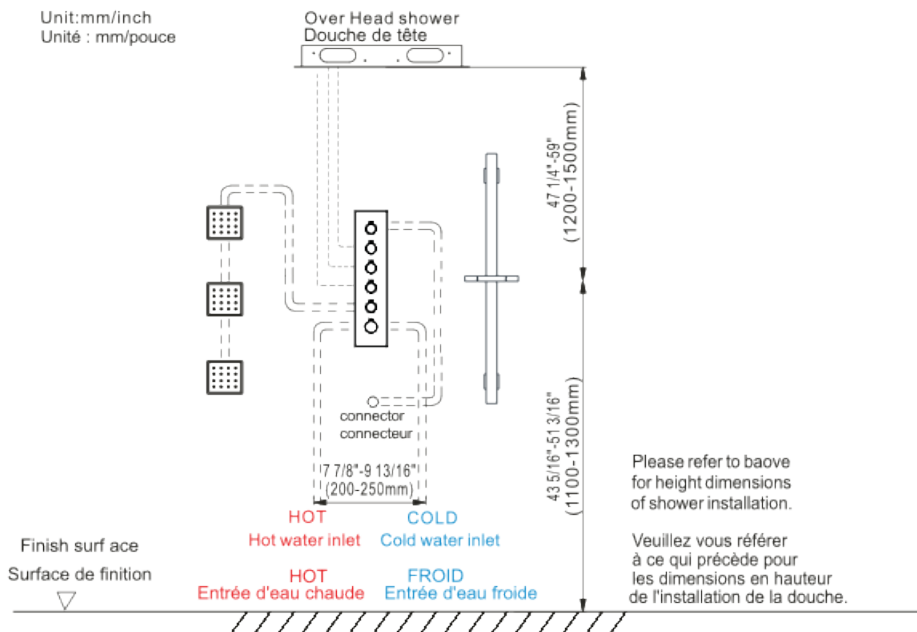 Unit:mm/inch
Unité : mm/pouce
Over Head shower
Douche de tête
47 1/4"-59"
(1200-1500mm)
connector
connecteur
7 7/8"-9 13/16"
(200-250mm)
43 5/16"-51 3/16"
(1100-1300mm)
HOT
Hot water inlet
COLD
Cold water inlet
HOT
Entrée d'eau chaude
FROID
Entrée d'eau froide
Finish surf ace
Surface de finition
Please refer to baove
for height dimensions
of shower installation.
Veuillez vous référer
à ce qui précède pour
les dimensions en hauteur
de l'installation de la douche.